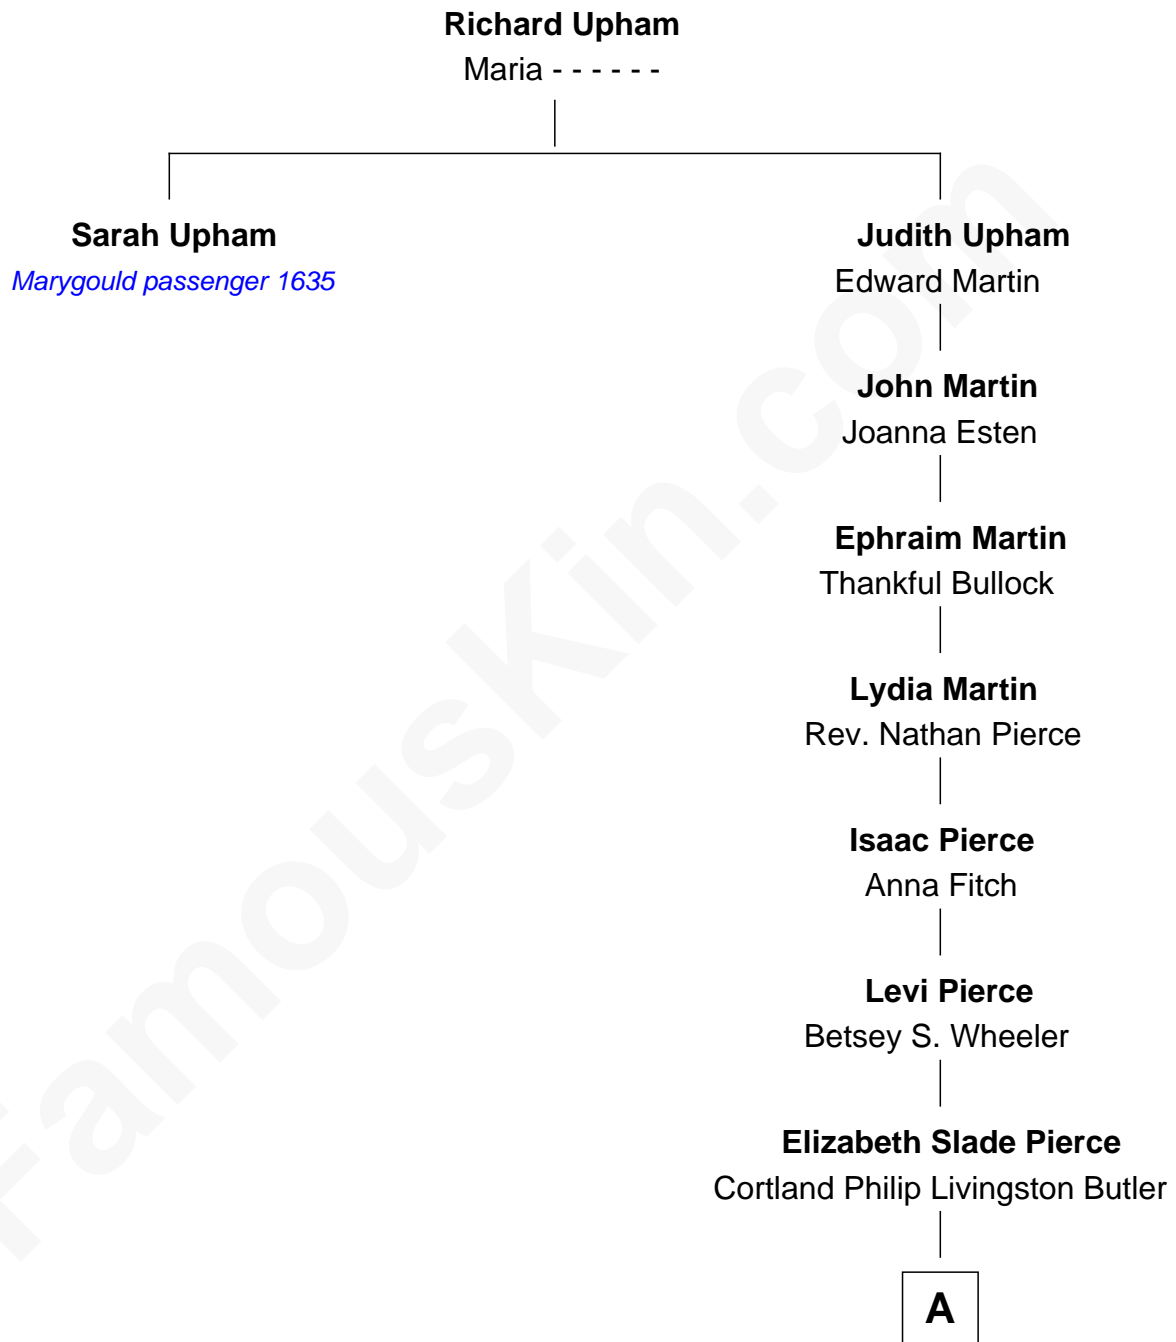 Richard Upham
Maria - - - - - -
Sarah Upham
Marygould passenger 1635
Judith Upham
Edward Martin
John Martin
Joanna Esten
Ephraim Martin
Thankful Bullock
Lydia Martin
Rev. Nathan Pierce
Isaac Pierce
Anna Fitch
Levi Pierce
Betsey S. Wheeler
Elizabeth Slade Pierce
Cortland Philip Livingston Butler
A
FamousKin.com